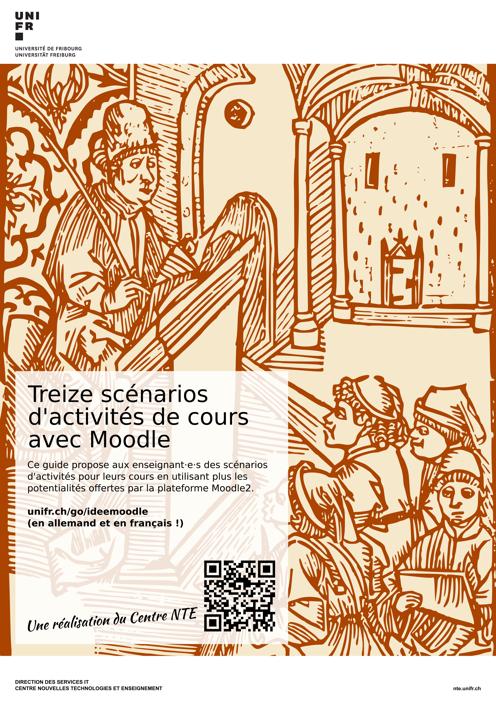 UNI
FR
UNIVERSITÉ DE FRIBOURG
UNIVERSITÄT FREIBURG
Treize scénarios
d'activités de cours
avec Moodle
Ce guide propose aux enseignant·e·s des scénarios
d'activités pour leurs cours en utilisant plus les
potentialités offertes par la plateforme Moodle2.
unifr.ch/go/ideemoodle
(en allemand et en français !)
Une réalisation du Centre NTE
DIRECTION DES SERVICES IT
CENTRE NOUVELLES TECHNOLOGIES ET ENSEIGNEMENT
nte.unifr.ch